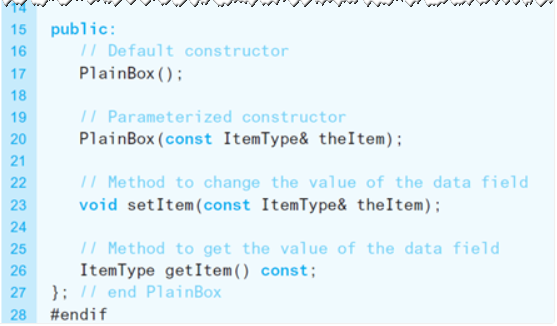 14
15 public:
16 // Default constructor
17 PlainBox();
18
19 // Parameterized constructor
20 PlainBox(const ItemType& theItem);
21
22 // Method to change the value of the data field
23 void setItem(const ItemType& theItem);
24
25 // Method to get the value of the data field
26 ItemType getItem() const;
27 }; // end PlainBox
28 #endif